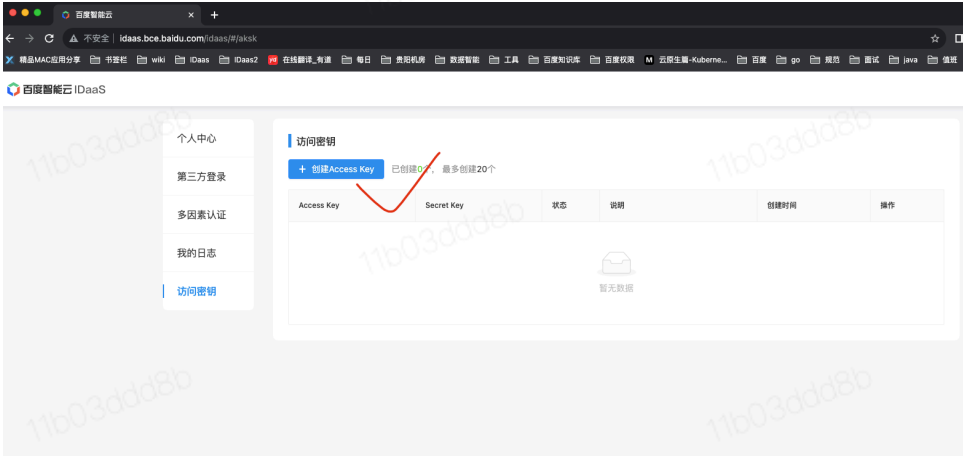 百度智能云
不安全 | idaas.bce.baidu.com/idaas/#/aksk
精品MAC应用分享 书签栏 wiki IDaas IDaas2 yd 在线翻译_有道 每日 贵阳机房 数据智能 工具 百度知识库 百度权限 M 云原生篇-Kuberne... 百度 go 规范 面试 java 值班
百度智能云 IDaaS
个人中心
第三方登录
多因素认证
我的日志
访问密钥
访问密钥
+ 创建Access Key 已创建0个, 最多创建20个
Access Key Secret Key 状态 说明 创建时间 操作
暂无数据
11b03ddd8b
11b03ddd8b
11b03ddd8b
11b03ddd8b
11b03ddd8b